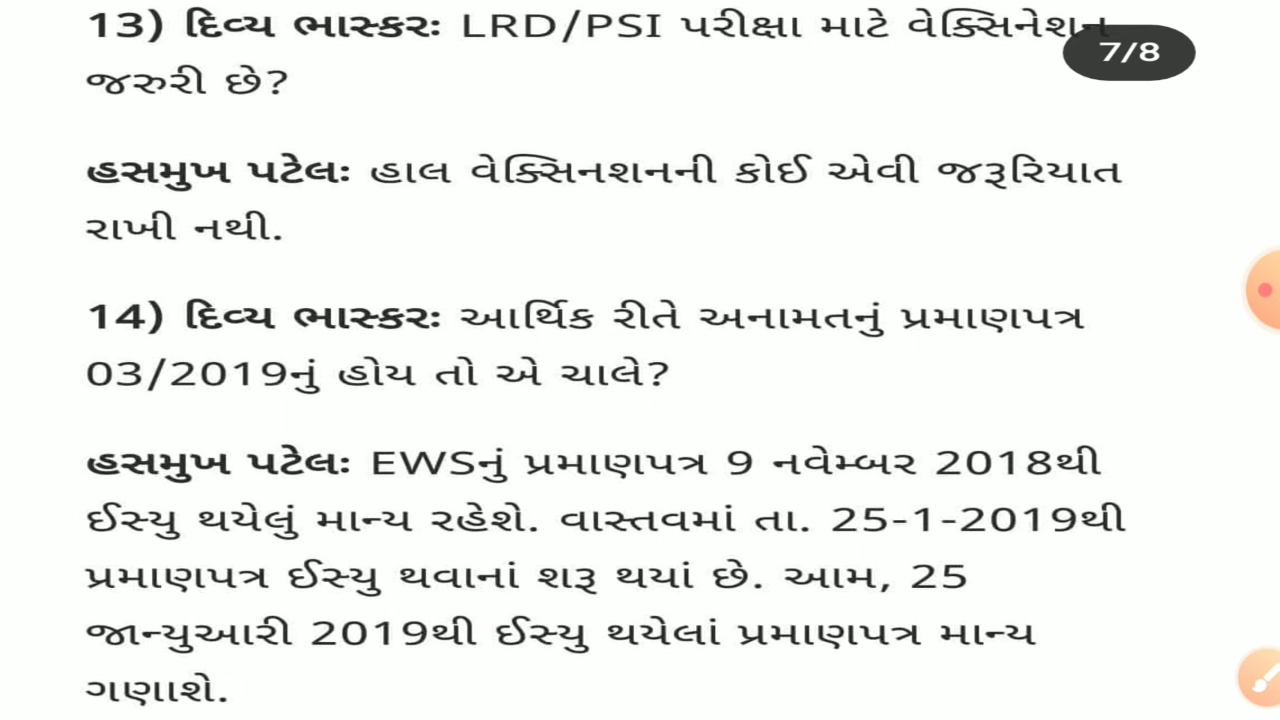 13) દિવ્ય ભાસ્કરઃ LRD/PSI પરીક્ષા માટે વેક્સિનેશન
7/8
જરુરી છે?
હસમુખ પટેલઃ હાલ વેક્સિનશનની કોઈ એવી જરૂરિયાત
રાખી નથી.
14) દિવ્ય ભાસ્કરઃ આર્થિક રીતે અનામતનું પ્રમાણપત્ર
03/2019નું હોય તો એ ચાલે?
હસમુખ પટેલઃ EWSનું પ્રમાણપત્ર 9 નવેમ્બર 2018થી
ઈસ્યુ થયેલું માન્ય રહેશે. વાસ્તવમાં તા. 25-1-2019થી
પ્રમાણપત્ર ઈસ્યુ થવાનાં શરૂ થયાં છે. આમ, 25
જાન્યુઆરી 2019થી ઈસ્યુ થયેલાં પ્રમાણપત્ર માન્ય
ગણાશે.